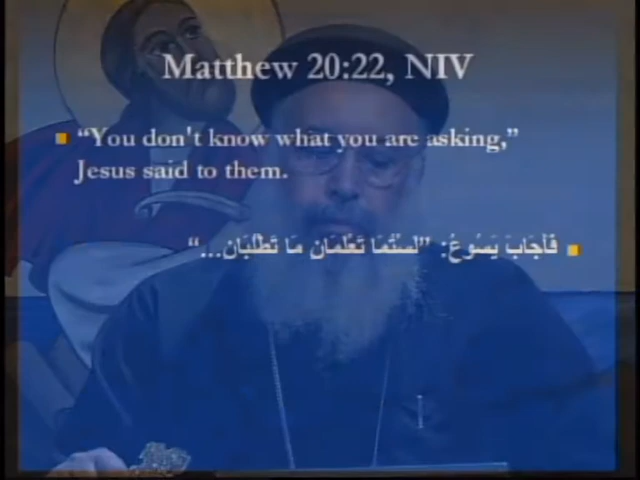 Matthew 20:22, NIV
“You don't know what you are asking,”
Jesus said to them.
فَأَجَابَ يَسُوعُ: ”لَسْتُمَا تَعْلَمَانِ مَا تَطْلُبَانِ...“